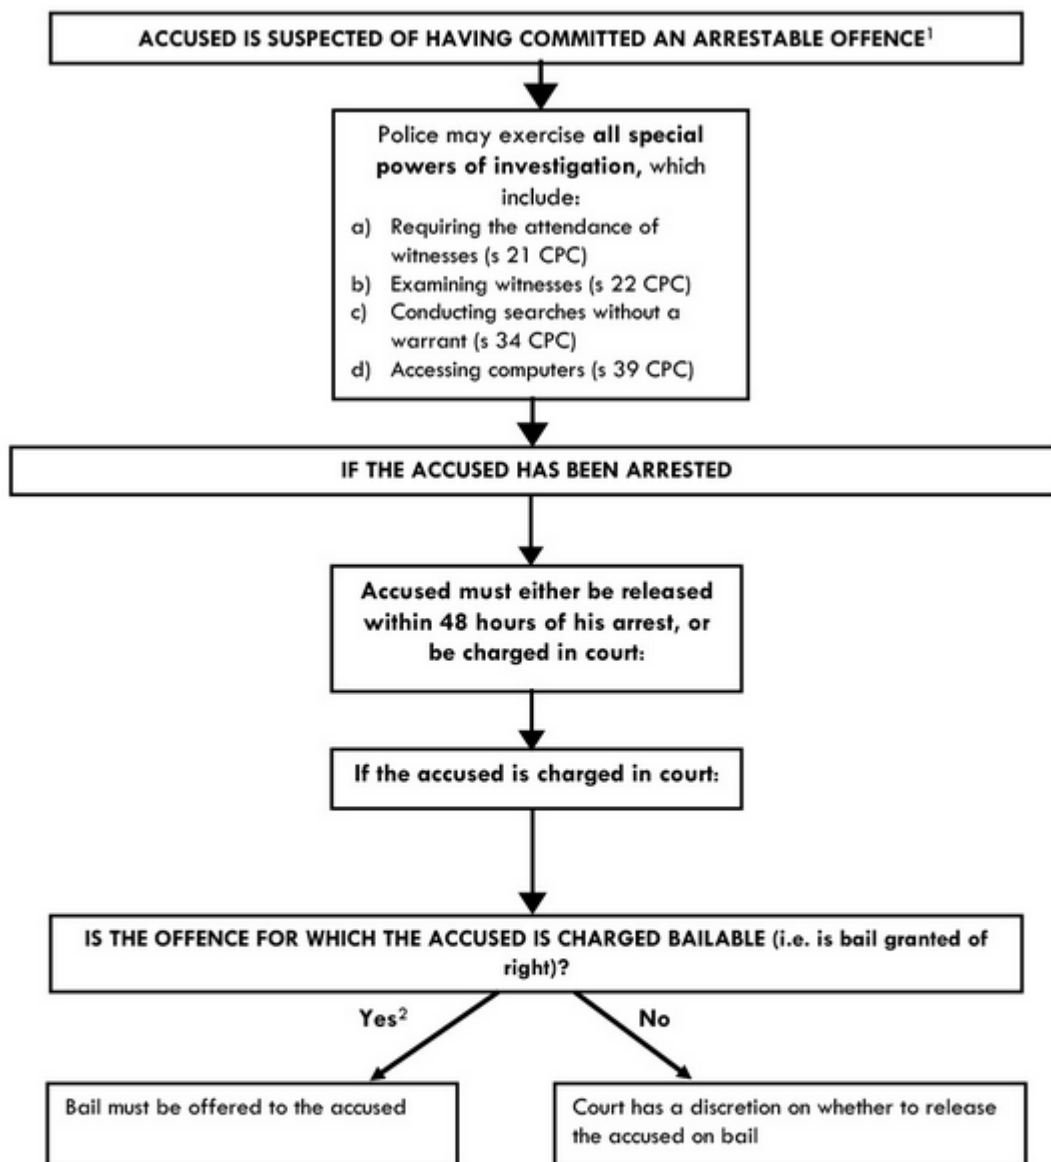 ACCUSED IS SUSPECTED OF HAVING COMMITTED AN ARRESTABLE OFFENCE¹
Police may exercise all special
powers of investigation, which
include:
a) Requiring the attendance of
witnesses (s 21 CPC)
b) Examining witnesses (s 22 CPC)
c) Conducting searches without a
warrant (s 34 CPC)
d) Accessing computers (s 39 CPC)
IF THE ACCUSED HAS BEEN ARRESTED
Accused must either be released
within 48 hours of his arrest, or
be charged in court:
If the accused is charged in court:
IS THE OFFENCE FOR WHICH THE ACCUSED IS CHARGED BAILABLE (i.e. is bail granted of
right)?
Yes²
No
Bail must be offered to the accused
Court has a discretion on whether to release
the accused on bail